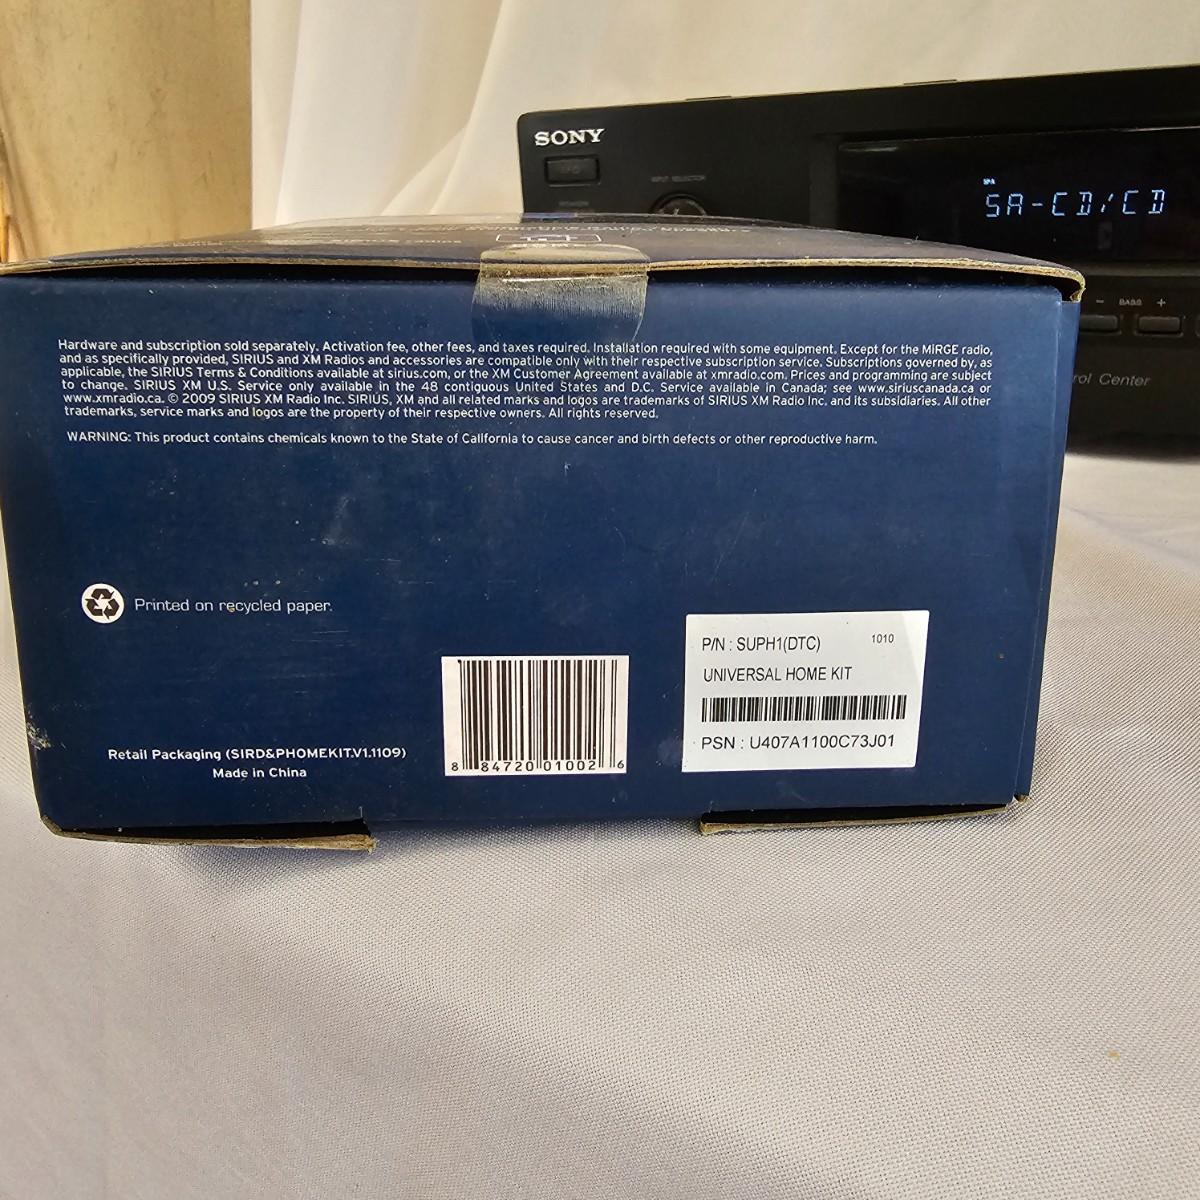 SONY
INPUT SELECTOR
SA-CD/CD
- BASS +
rol Center
Hardware and subscription sold separately. Activation fee, other fees, and taxes required. Installation required with some equipment. Except for the MiRGE radio,
and as specifically provided, SIRIUS and XM Radios and accessories are compatible only with their respective subscription service. Subscriptions governed by, as
applicable, the SIRIUS Terms & Conditions available at sirius.com, or the XM Customer Agreement available at xmradio.com. Prices and programming are subject
to change. SIRIUS XM U.S. Service only available in the 48 contiguous United States and D.C. Service available in Canada; see www.siriuscanada.ca or
www.xmradio.ca. © 2009 SIRIUS XM Radio Inc. SIRIUS, XM and all related marks and logos are trademarks of SIRIUS XM Radio Inc. and its subsidiaries. All other
trademarks, service marks and logos are the property of their respective owners. All rights reserved.
WARNING: This product contains chemicals known to the State of California to cause cancer and birth defects or other reproductive harm.
Printed on recycled paper.
P/N : SUPH1(DTC) 1010
UNIVERSAL HOME KIT
PSN : U407A1100C73J01
Retail Packaging (SIRD&PHOMEKIT.V1.1109)
Made in China
8 84720 01002 6